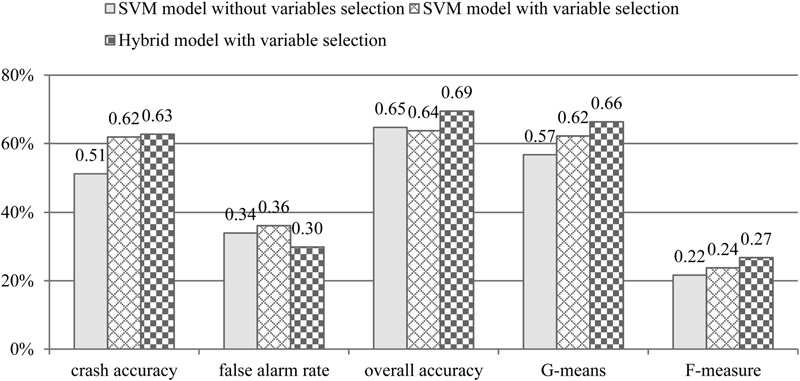 SVM model without variables selection SVM model with variable selection
Hybrid model with variable selection
80%
60%
40%
20%
0%
0.51 0.62 0.63
0.34 0.36 0.30
0.65 0.64 0.69
0.57 0.62 0.66
0.22 0.24 0.27
crash accuracy false alarm rate overall accuracy G-means F-measure